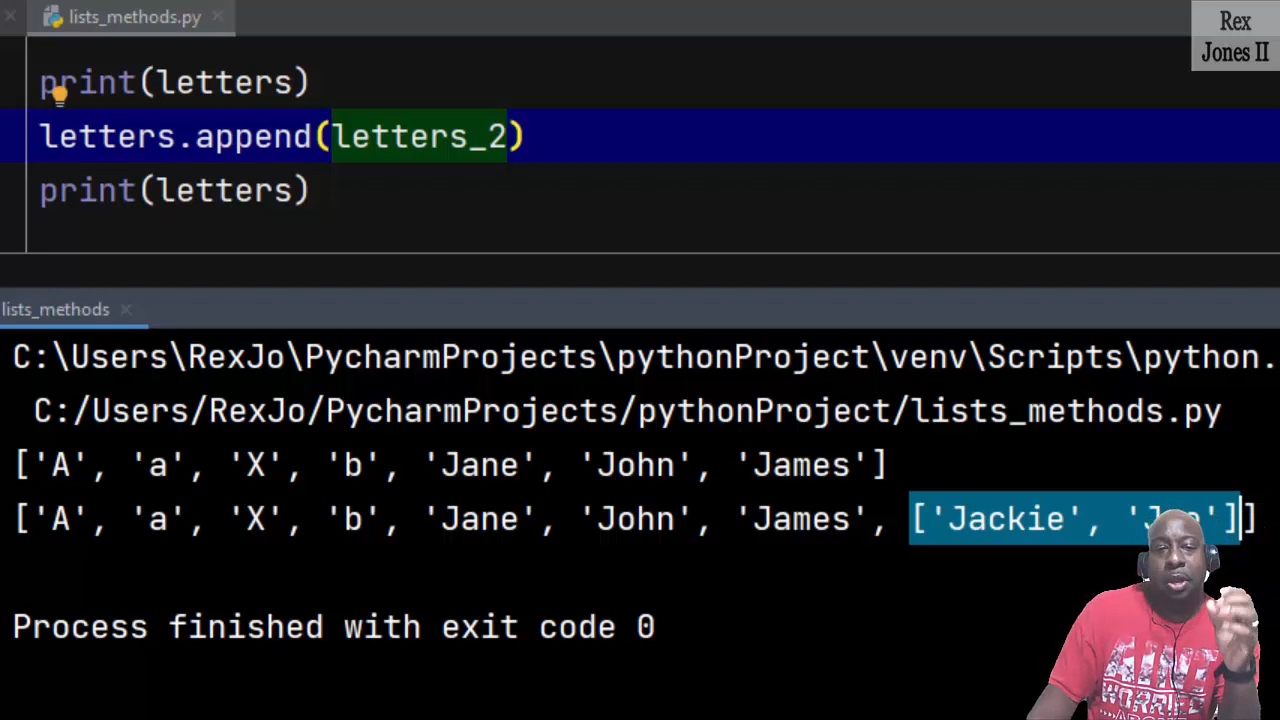 lists_methods.py
Rex
Jones II
print(letters)
letters.append(letters_2)
print(letters)
lists_methods
C:\Users\RexJo\PycharmProjects\pythonProject\venv\Scripts\python.
C:/Users/RexJo/PycharmProjects/pythonProject/lists_methods.py
['A', 'a', 'X', 'b', 'Jane', 'John', 'James']
['A', 'a', 'X', 'b', 'Jane', 'John', 'James', ['Jackie', ']]
Process finished with exit code 0
AIN'T
WORRIED